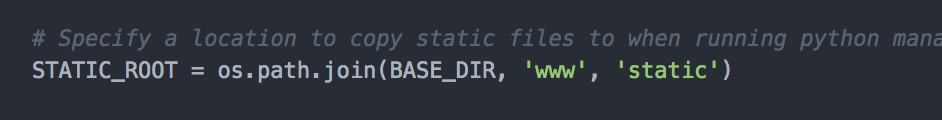 # Specify a location to copy static files to when running python mana
STATIC_ROOT = os.path.join(BASE_DIR, 'www', 'static')